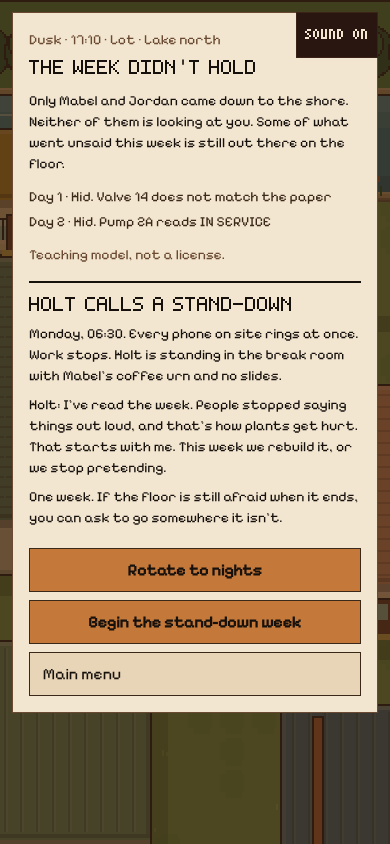 SOUND ON
Dusk · 17:10 · Lot · Lake north
THE WEEK DIDN'T HOLD
Only Mabel and Jordan came down to the shore.
Neither of them is looking at you. Some of what
went unsaid this week is still out there on the
floor.
Day 1 · Hid. Valve 14 does not match the paper
Day 2 · Hid. Pump 2A reads IN SERVICE
Teaching model, not a license.
HOLT CALLS A STAND-DOWN
Monday, 06:30. Every phone on site rings at once.
Work stops. Holt is standing in the break room
with Mabel's coffee urn and no slides.
Holt: I've read the week. People stopped saying
things out loud, and that's how plants get hurt.
That starts with me. This week we rebuild it, or
we stop pretending.
One week. If the floor is still afraid when it ends,
you can ask to go somewhere it isn't.
Rotate to nights
Begin the stand-down week
Main menu